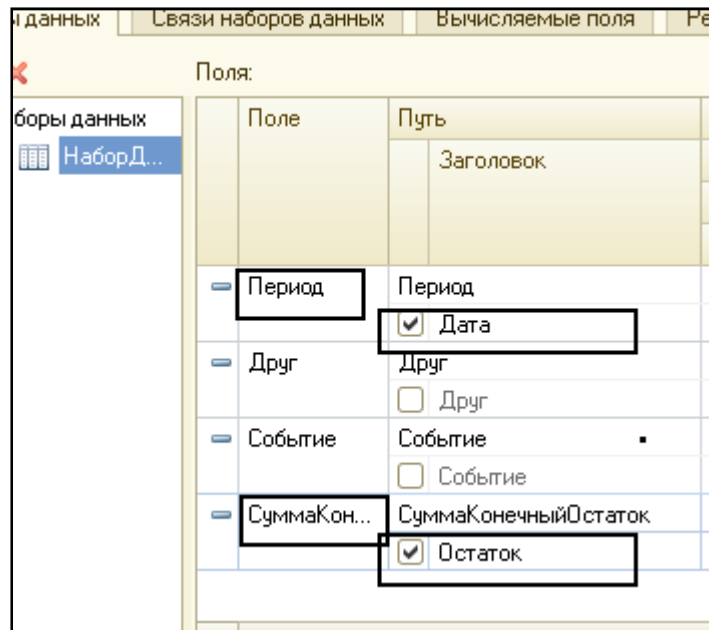 ы данных Связи наборов данных Вычисляемые поля Ре
Поля:
боры данных
НаборД...
Поле Путь
Заголовок
Период Период
Дата
Друг Друг
Друг
Событие Событие
Событие
СуммаКон... СуммаКонечныйОстаток
Остаток